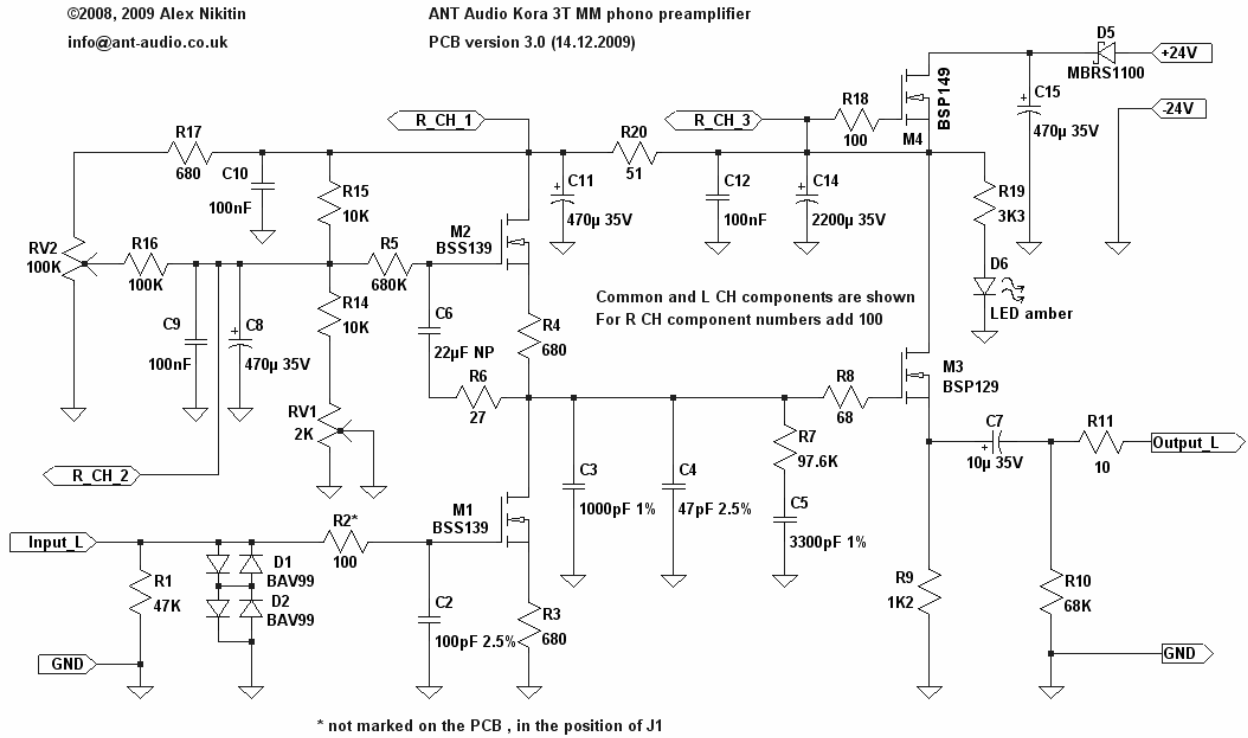 ©2008, 2009 Alex Nikitin
ANT Audio Kora 3T MM phono preamplifier
info@ant-audio.co.uk
PCB version 3.0 (14.12.2009)
D5
+24V
MBRS1100
BSP149
C15
470µ 35V
-24V
R18
100
M4
R_CH_1
R_CH_3
R17
680
R20
51
C10
100nF
R15
10K
C11
470µ 35V
C12
100nF
C14
2200µ 35V
R19
3K3
M2
BSS139
RV2
100K
R16
100K
R5
680K
D6
LED amber
Common and L CH components are shown
For R CH component numbers add 100
R14
10K
C9
100nF
C8
470µ 35V
C6
22µF NP
R4
680
M3
BSP129
R6
27
R8
68
RV1
2K
R7
97.6K
C7
10µ 35V
R11
10
Output_L
R_CH_2
C3
1000pF 1%
C4
47pF 2.5%
C5
3300pF 1%
M1
BSS139
R2*
100
Input_L
D1
BAV99
D2
BAV99
R1
47K
C2
100pF 2.5%
R3
680
R9
1K2
R10
68K
GND
GND
* not marked on the PCB , in the position of J1